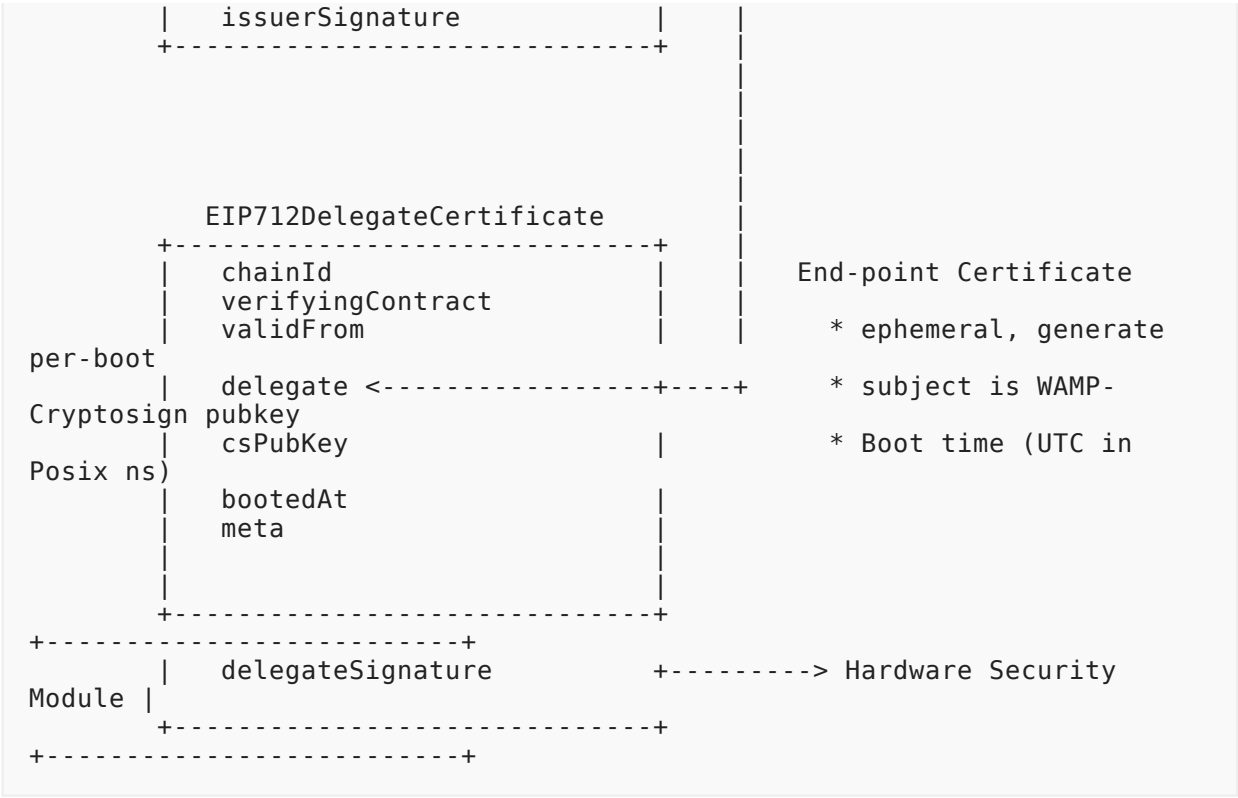 |    issuerSignature            |    |
+------------------------------+    |
|
|
|
|
|
EIP712DelegateCertificate        |
+------------------------------+    |
|    chainId                    |    |    End-point Certificate
|    verifyingContract          |    |
|    validFrom                  |    |      * ephemeral, generate
per-boot
|    delegate <-----------------+----+      * subject is WAMP-
Cryptosign pubkey
|    csPubKey                   |           * Boot time (UTC in
Posix ns)
|    bootedAt                   |
|    meta                       |
|                               |
|                               |
+------------------------------+
+--------------------------+
|    delegateSignature          +---------> Hardware Security
Module |
+------------------------------+
+--------------------------+